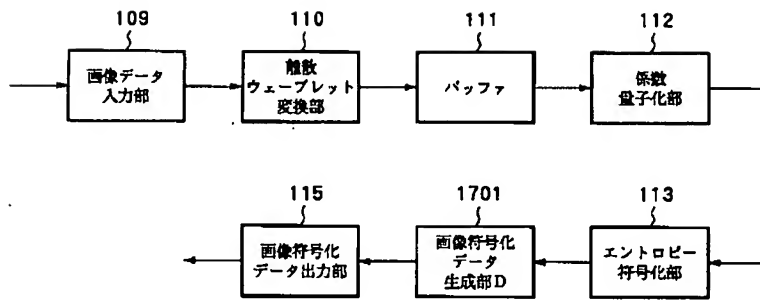 109
110
111
112
画像データ
入力部
離散
ウェーブレット
変換部
バッファ
係数
量子化部
115
1701
113
画像符号化
データ出力部
画像符号化
データ
生成部D
エントロピー
符号化部